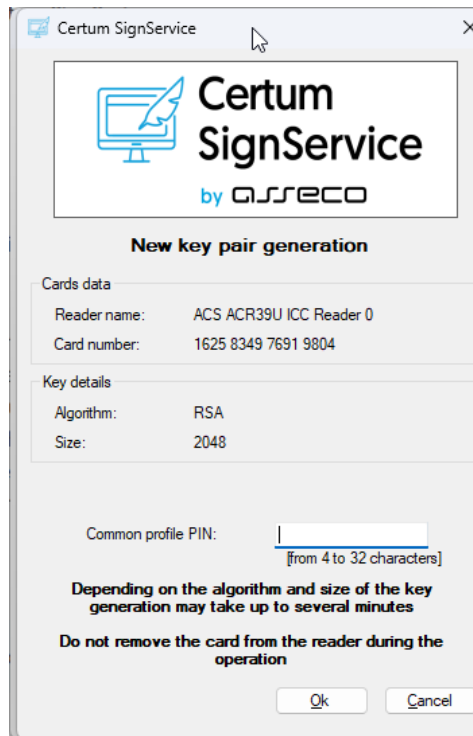 Certum SignService
Certum
SignService
by asseco
New key pair generation
Cards data
Reader name: ACS ACR39U ICC Reader 0
Card number: 1625 8349 7691 9804
Key details
Algorithm: RSA
Size: 2048
Common profile PIN:
[from 4 to 32 characters]
Depending on the algorithm and size of the key
generation may take up to several minutes
Do not remove the card from the reader during the
operation
Ok Cancel